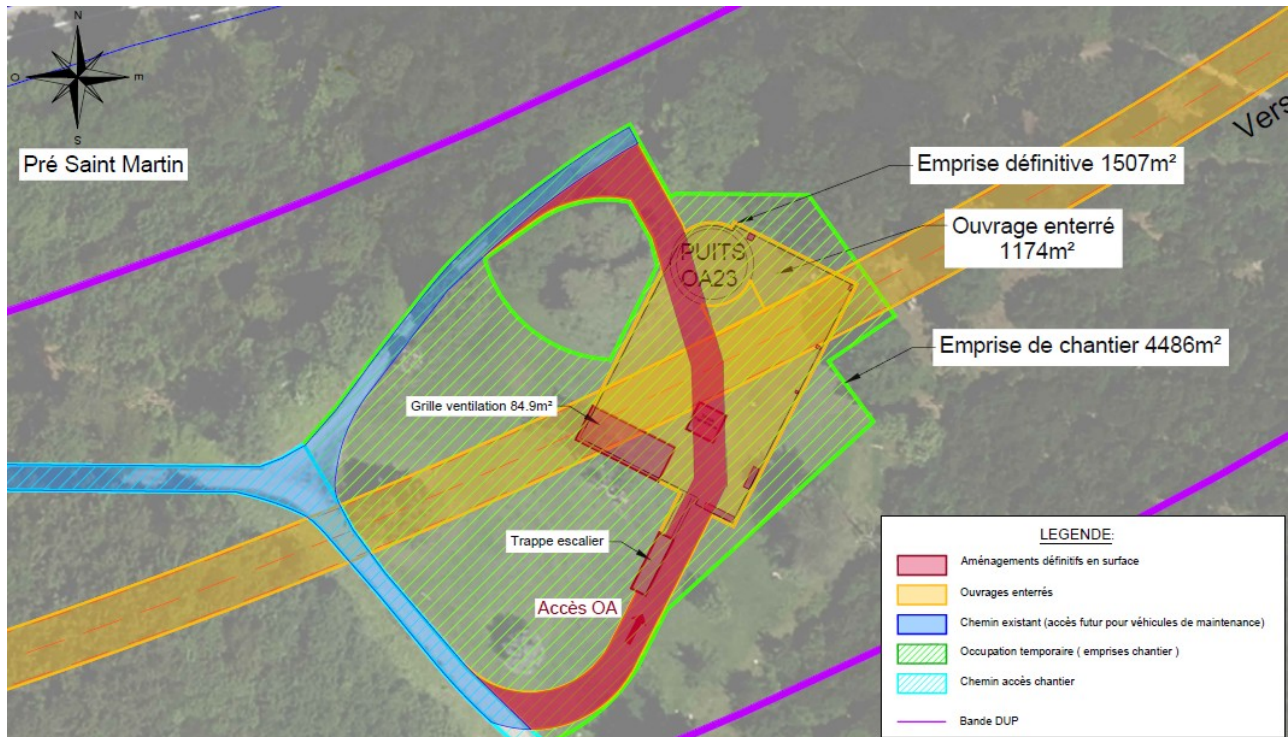 N
O
m
S
Pré Saint Martin
Vers
Emprise définitive 1507m²
Ouvrage enterré
1174m²
PUITS
OA23
Emprise de chantier 4486m²
Grille ventilation 84.9m²
Trappe escalier
Accès OA
LEGENDE:
Aménagements définitifs en surface
Ouvrages enterrés
Chemin existant (accès futur pour véhicules de maintenance)
Occupation temporaire ( emprises chantier )
Chemin accès chantier
Bande DUP